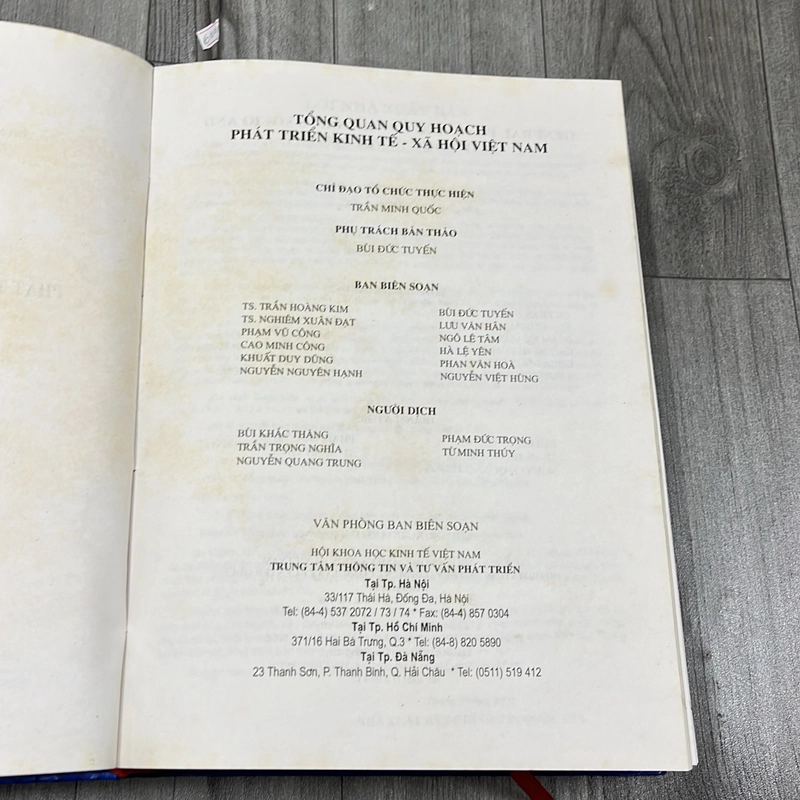 TỔNG QUAN QUY HOẠCH
PHÁT TRIỂN KINH TẾ - XÃ HỘI VIỆT NAM
CHỈ ĐẠO TỔ CHỨC THỰC HIỆN
TRẦN MINH QUỐC
PHỤ TRÁCH BẢN THẢO
BÙI ĐỨC TUYẾN
BAN BIÊN SOẠN
TS. TRẦN HOÀNG KIM
TS. NGHIÊM XUÂN ĐẠT
PHẠM VŨ CÔNG
CAO MINH CÔNG
KHUẤT DUY DŨNG
NGUYỄN NGUYÊN HẠNH
BÙI ĐỨC TUYẾN
LƯU VĂN HÂN
NGÔ LÊ TÂM
HÀ LỆ YÊN
PHAN VĂN HOÀ
NGUYỄN VIỆT HÙNG
NGƯỜI DỊCH
BÙI KHẮC THĂNG
TRẦN TRỌNG NGHĨA
NGUYỄN QUANG TRUNG
PHẠM ĐỨC TRỌNG
TỪ MINH THÚY
VĂN PHÒNG BAN BIÊN SOẠN
HỘI KHOA HỌC KINH TẾ VIỆT NAM
TRUNG TÂM THÔNG TIN VÀ TƯ VẤN PHÁT TRIỂN
Tại Tp. Hà Nội
33/117 Thái Hà, Đống Đa, Hà Nội
Tel: (84-4) 537 2072 / 73 / 74 * Fax: (84-4) 857 0304
Tại Tp. Hồ Chí Minh
371/16 Hai Bà Trưng, Q.3 * Tel: (84-8) 820 5890
Tại Tp. Đà Nẵng
23 Thanh Sơn, P. Thanh Bình, Q. Hải Châu * Tel: (0511) 519 412